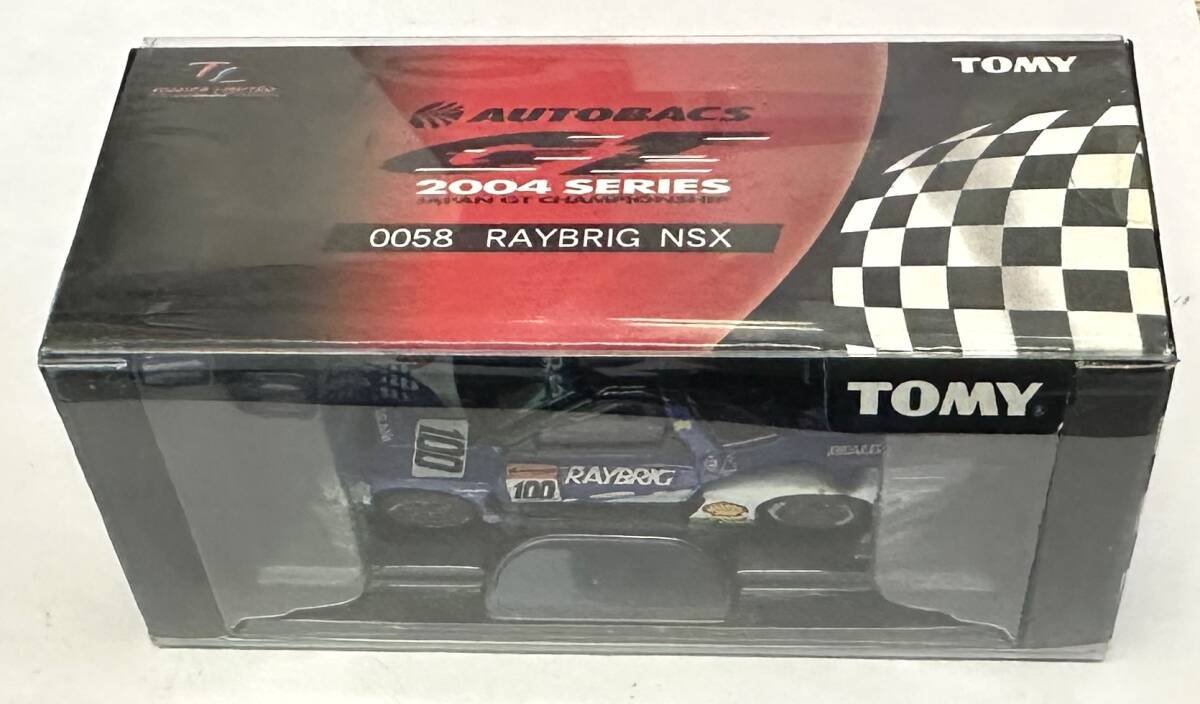 TOMY
AUTOBACS
GT
2004 SERIES
JAPAN GT CHAMPIONSHIP
0058 RAYBRIG NSX
TOMY
100
100
RAYBRIG